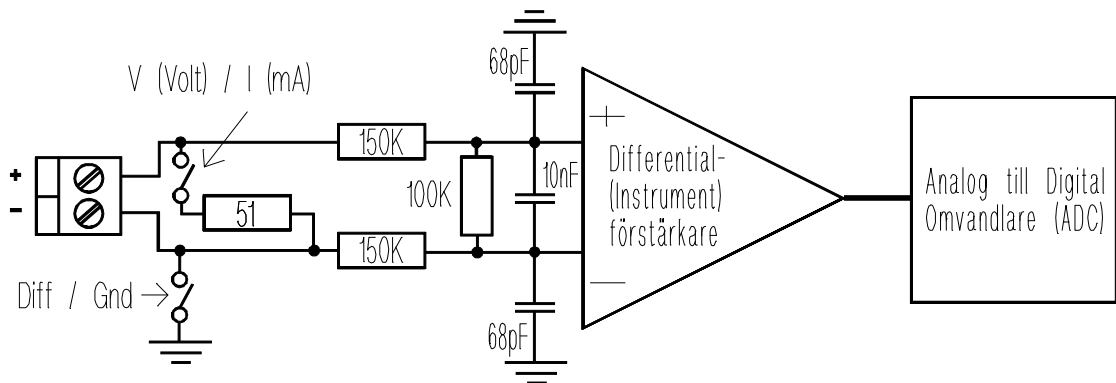 68pF
V (Volt) / I (mA)
150K
+
+
Differential-
(Instrument)
förstärkare
10nF
100K
Analog till Digital
Omvandlare (ADC)
-
51
150K
-
Diff / Gnd
68pF